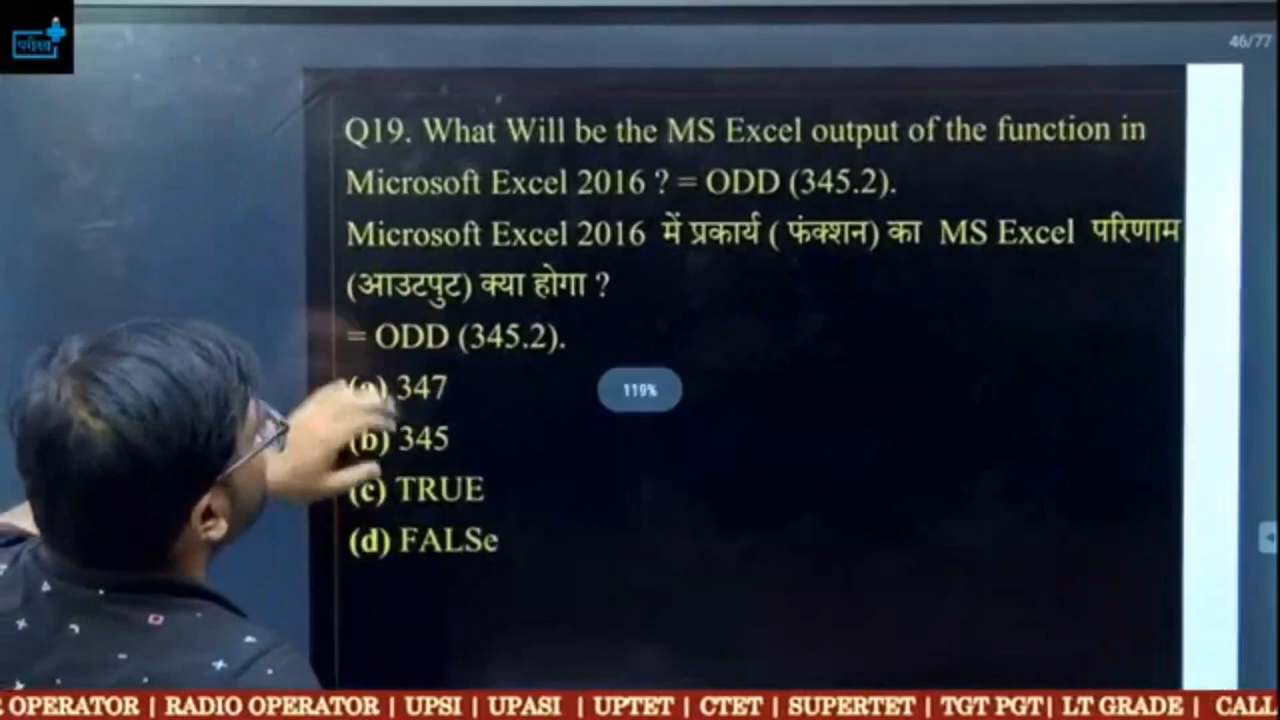 परीक्षा
46/77
Q19. What Will be the MS Excel output of the function in
Microsoft Excel 2016 ? = ODD (345.2).
Microsoft Excel 2016 में प्रकार्य ( फंक्शन) का MS Excel परिणाम
(आउटपुट) क्या होगा ?
= ODD (345.2).
(a) 347
(b) 345
(c) TRUE
(d) FALSe
119%
OPERATOR | RADIO OPERATOR | UPSI | UPASI | UPTET | CTET | SUPERTET | TGT PGT| LT GRADE | CALL